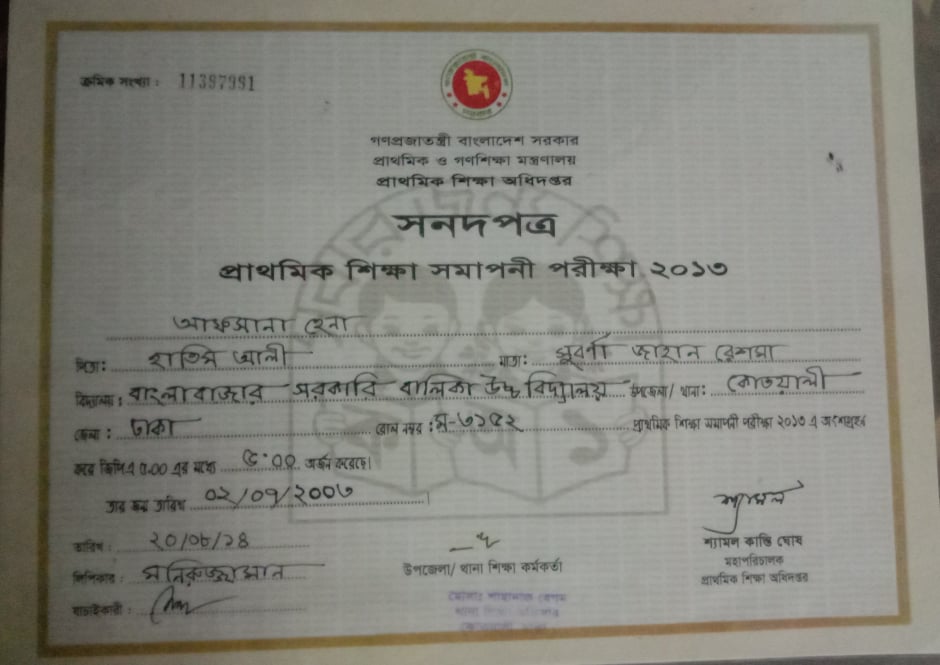 ক্রমিক সংখ্যা : 11397991
গণপ্রজাতন্ত্রী বাংলাদেশ সরকার
প্রাথমিক ও গণশিক্ষা মন্ত্রণালয়
প্রাথমিক শিক্ষা অধিদপ্তর
সনদপত্র
প্রাথমিক শিক্ষা সমাপনী পরীক্ষা ২০১৩
আফসানা হেনা
পিতা: হাতিম আলী মাতা: সুবর্ণা জাহান রেশমা
বিদ্যালয় : বাংলাবাজার সরকারি বালিকা উচ্চ বিদ্যালয় উপজেলা/ থানা: কোতয়ালী
জেলা : ঢাকা রোল নম্বর : ম-৩১৫২ প্রাথমিক শিক্ষা সমাপনী পরীক্ষা ২০১৩ এ অংশগ্রহণ
করে জিপিএ ৫.০০ এর মধ্যে ৫.০০ অর্জন করেছে।
তার জন্ম তারিখ ০২/০৭/২০০৩ ।
তারিখ : ২০/০৮/১৪
লিপিকার : মনিরুজ্জামান
যাচাইকারী :
উপজেলা/ থানা শিক্ষা কর্মকর্তা
শ্যামল
শ্যামল কান্তি ঘোষ
মহাপরিচালক
প্রাথমিক শিক্ষা অধিদপ্তর